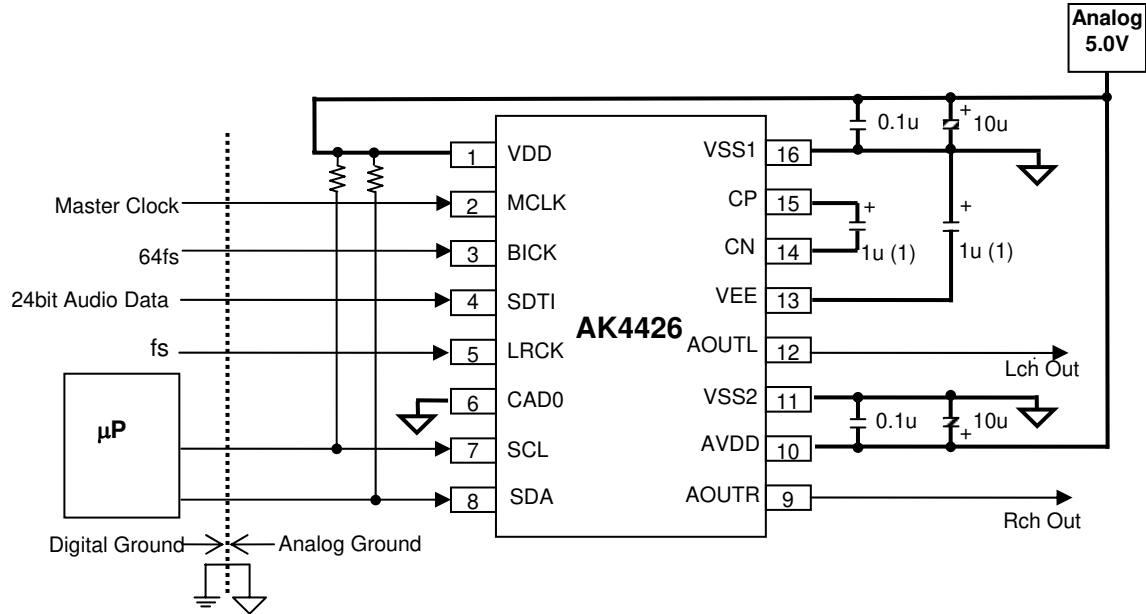 Analog
5.0V
+
0.1u
10u
1
VDD
VSS1
16
Master Clock
2
MCLK
CP
15
+
+
64fs
3
BICK
CN
14
1u (1)
1u (1)
24bit Audio Data
4
SDTI
VEE
13
AK4426
fs
5
LRCK
AOUTL
12
Lch Out
6
CAD0
VSS2
11
μP
0.1u
10u
+
7
SCL
AVDD
10
8
SDA
AOUTR
9
Rch Out
Digital Ground
Analog Ground